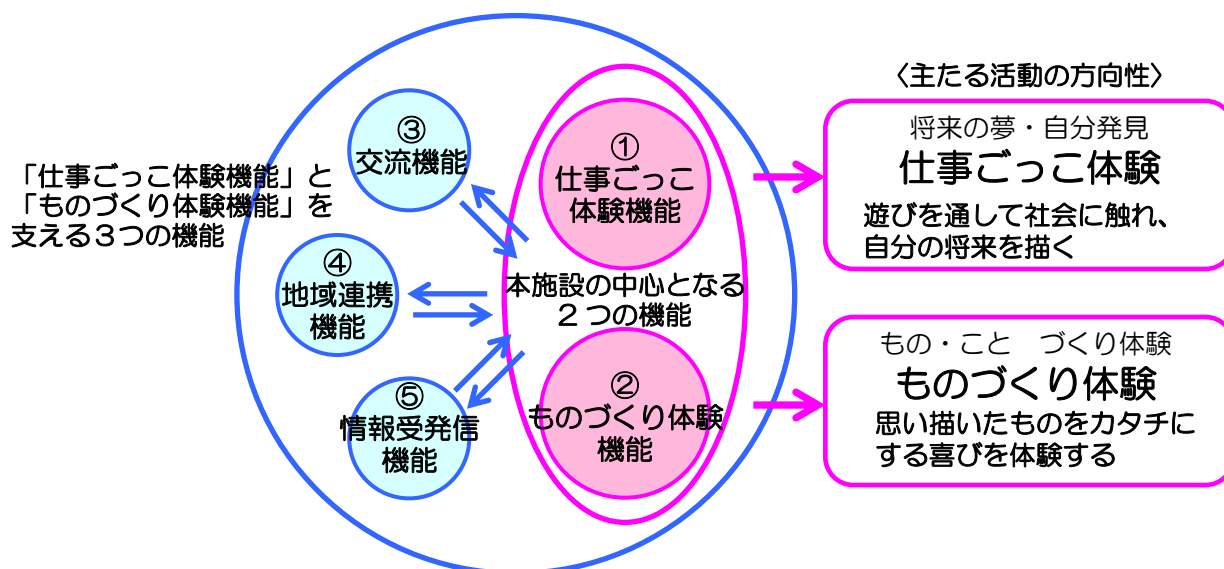 「仕事ごっこ体験機能」と
「ものづくり体験機能」を
支える３つの機能
③
交流機能
④
地域連携
機能
⑤
情報受発信
機能
①
仕事ごっこ
体験機能
本施設の中心となる
２つの機能
②
ものづくり体験
機能
〈主たる活動の方向性〉
将来の夢・自分発見
仕事ごっこ体験
遊びを通して社会に触れ、
自分の将来を描く
もの・こと　づくり体験
ものづくり体験
思い描いたものをカタチに
する喜びを体験する